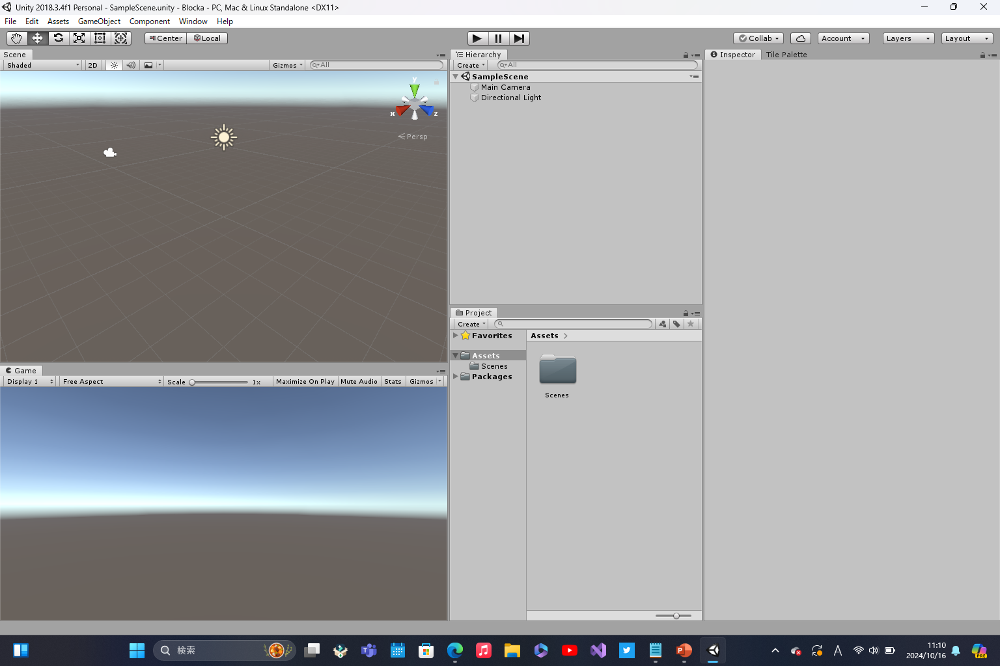 Unity 2018.3.4f1 Personal - SampleScene.unity - Blocka - PC, Mac & Linux Standalone <DX11>
File Edit Assets GameObject Component Window Help
Center Local Collab Account Layers Layout
Scene
Shaded 2D Gizmos All
y
x z
Persp
Hierarchy
Create All
SampleScene
Main Camera
Directional Light
Inspector Tile Palette
Project
Create
Favorites
Assets
Scenes
Packages
Assets
Scenes
Game
Display 1 Free Aspect Scale 1x Maximize On Play Mute Audio Stats Gizmos
検索
A
11:10
2024/10/16
PRE